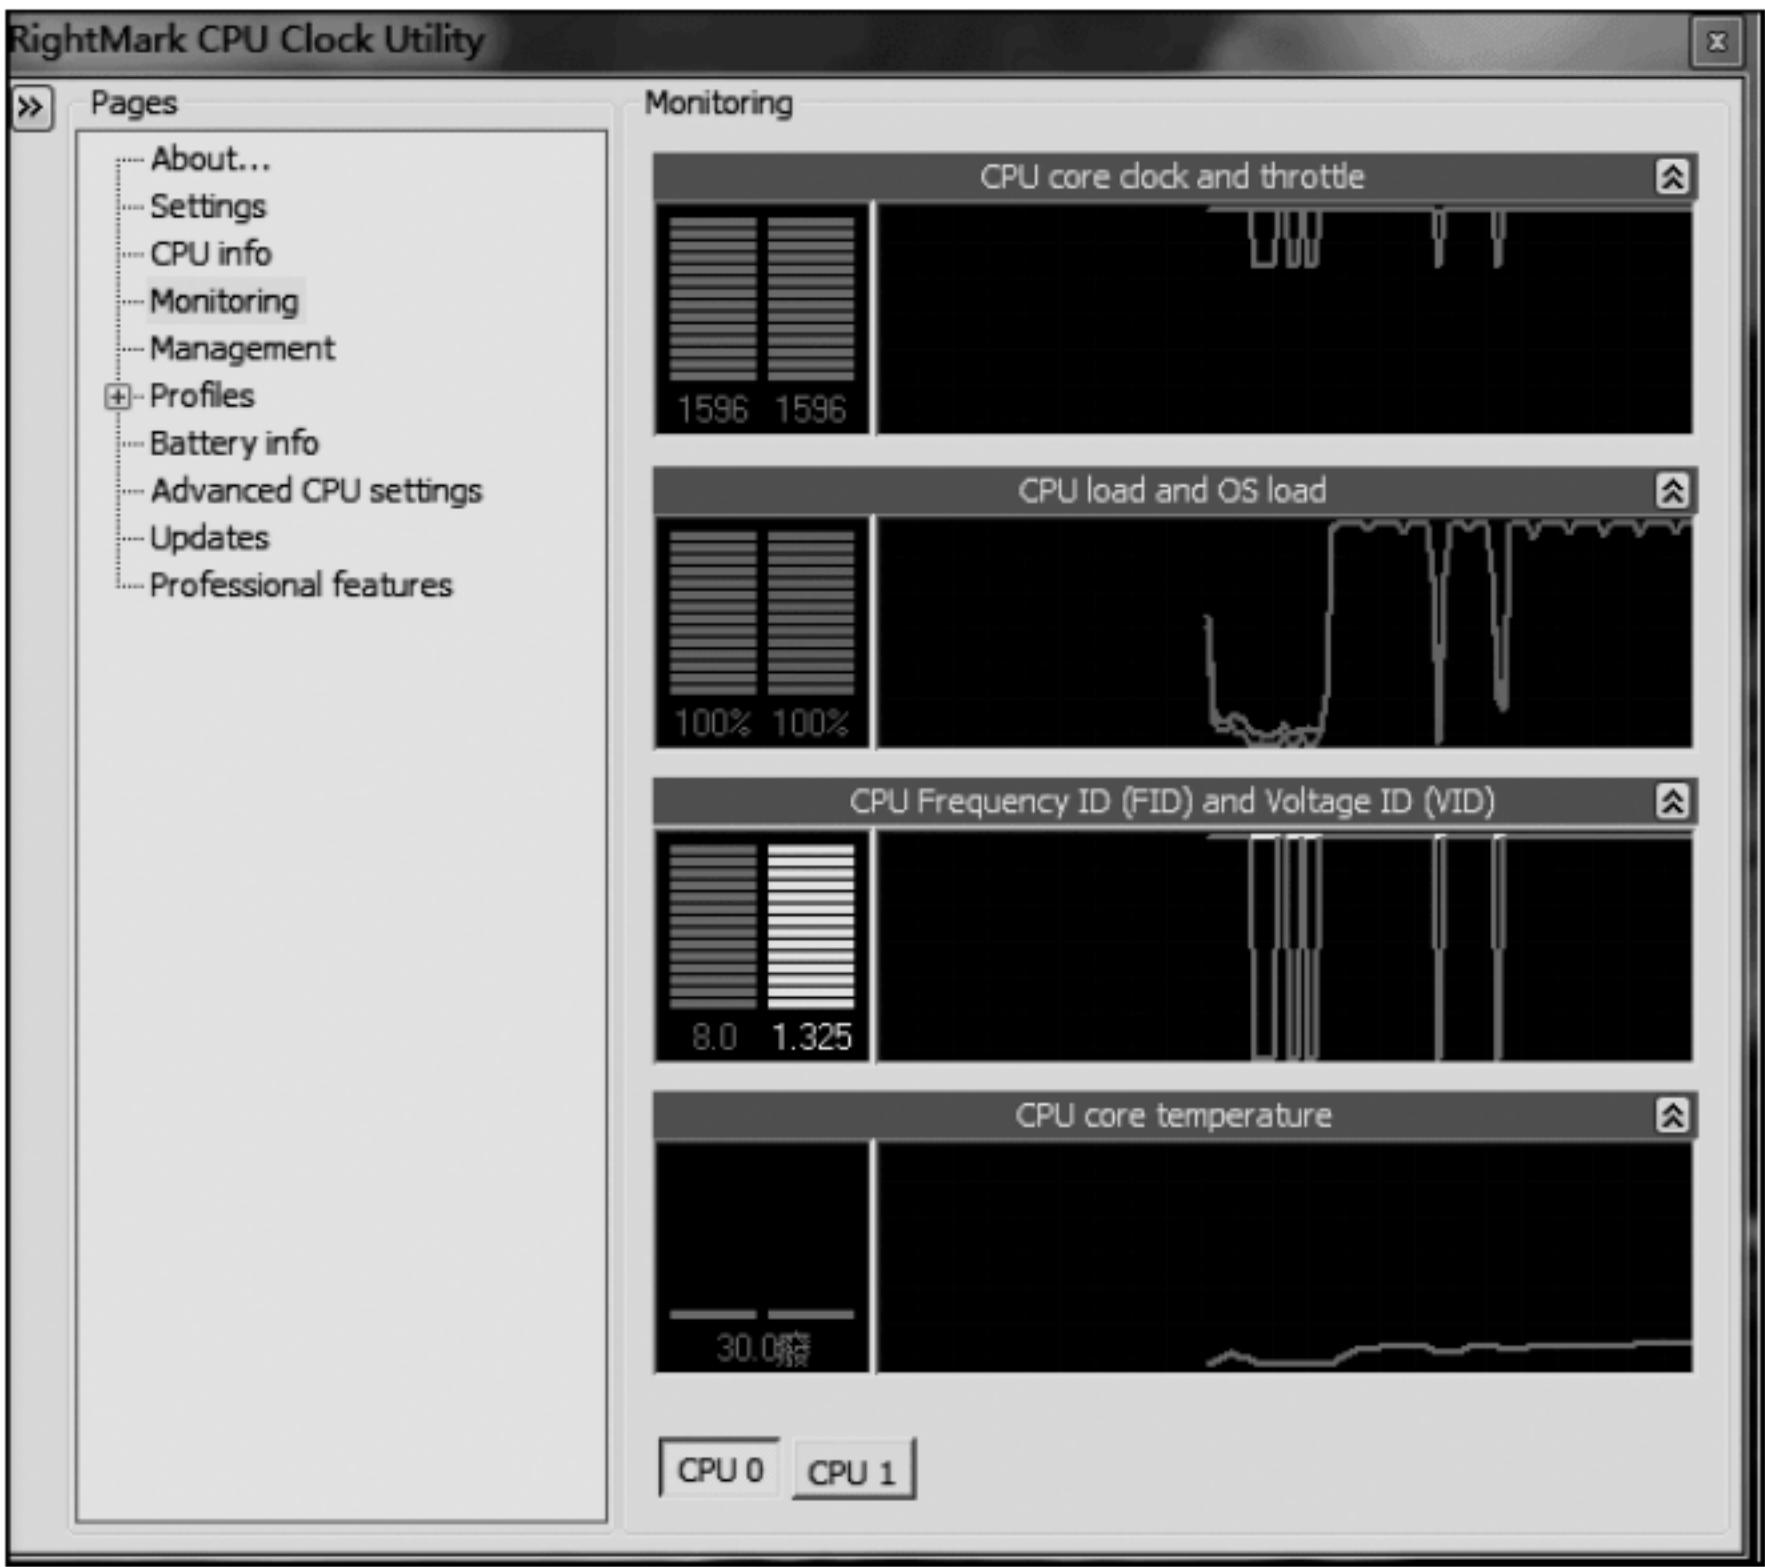 RightMark CPU Clock Utility
Pages
About...
Settings
CPU info
Monitoring
Management
Profiles
Battery info
Advanced CPU settings
Updates
Professional features
Monitoring
CPU core clock and throttle
1596 1596
CPU load and OS load
100% 100%
CPU Frequency ID (FID) and Voltage ID (VID)
8.0 1.325
CPU core temperature
30.0
CPU 0 CPU 1